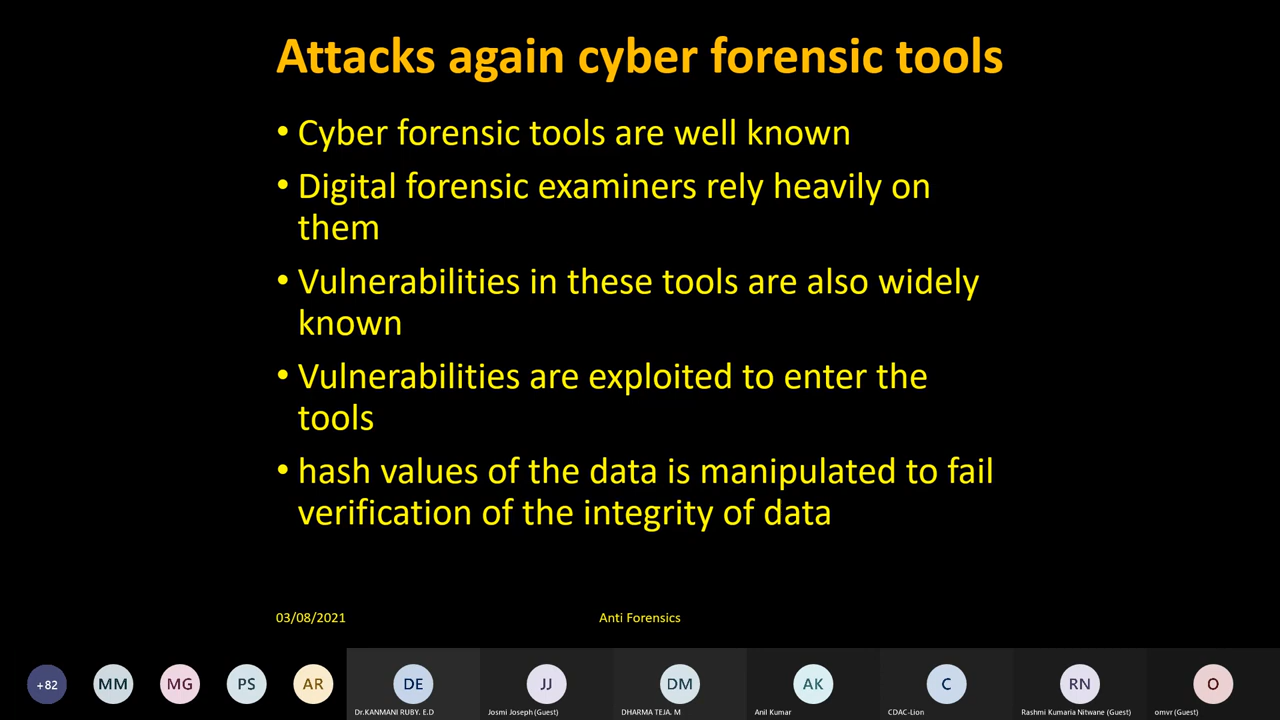 Attacks again cyber forensic tools
• Cyber forensic tools are well known
• Digital forensic examiners rely heavily on
them
• Vulnerabilities in these tools are also widely
known
• Vulnerabilities are exploited to enter the
tools
• hash values of the data is manipulated to fail
verification of the integrity of data
03/08/2021 Anti Forensics
+82 MM MG PS AR DE JJ DM AK C RN O
Dr.KANMANI RUBY. E.D Josmi Joseph (Guest) DHARMA TEJA. M Anil Kumar CDAC-Lion Rashmi Kumaria Nitwane (Guest) omvr (Guest)